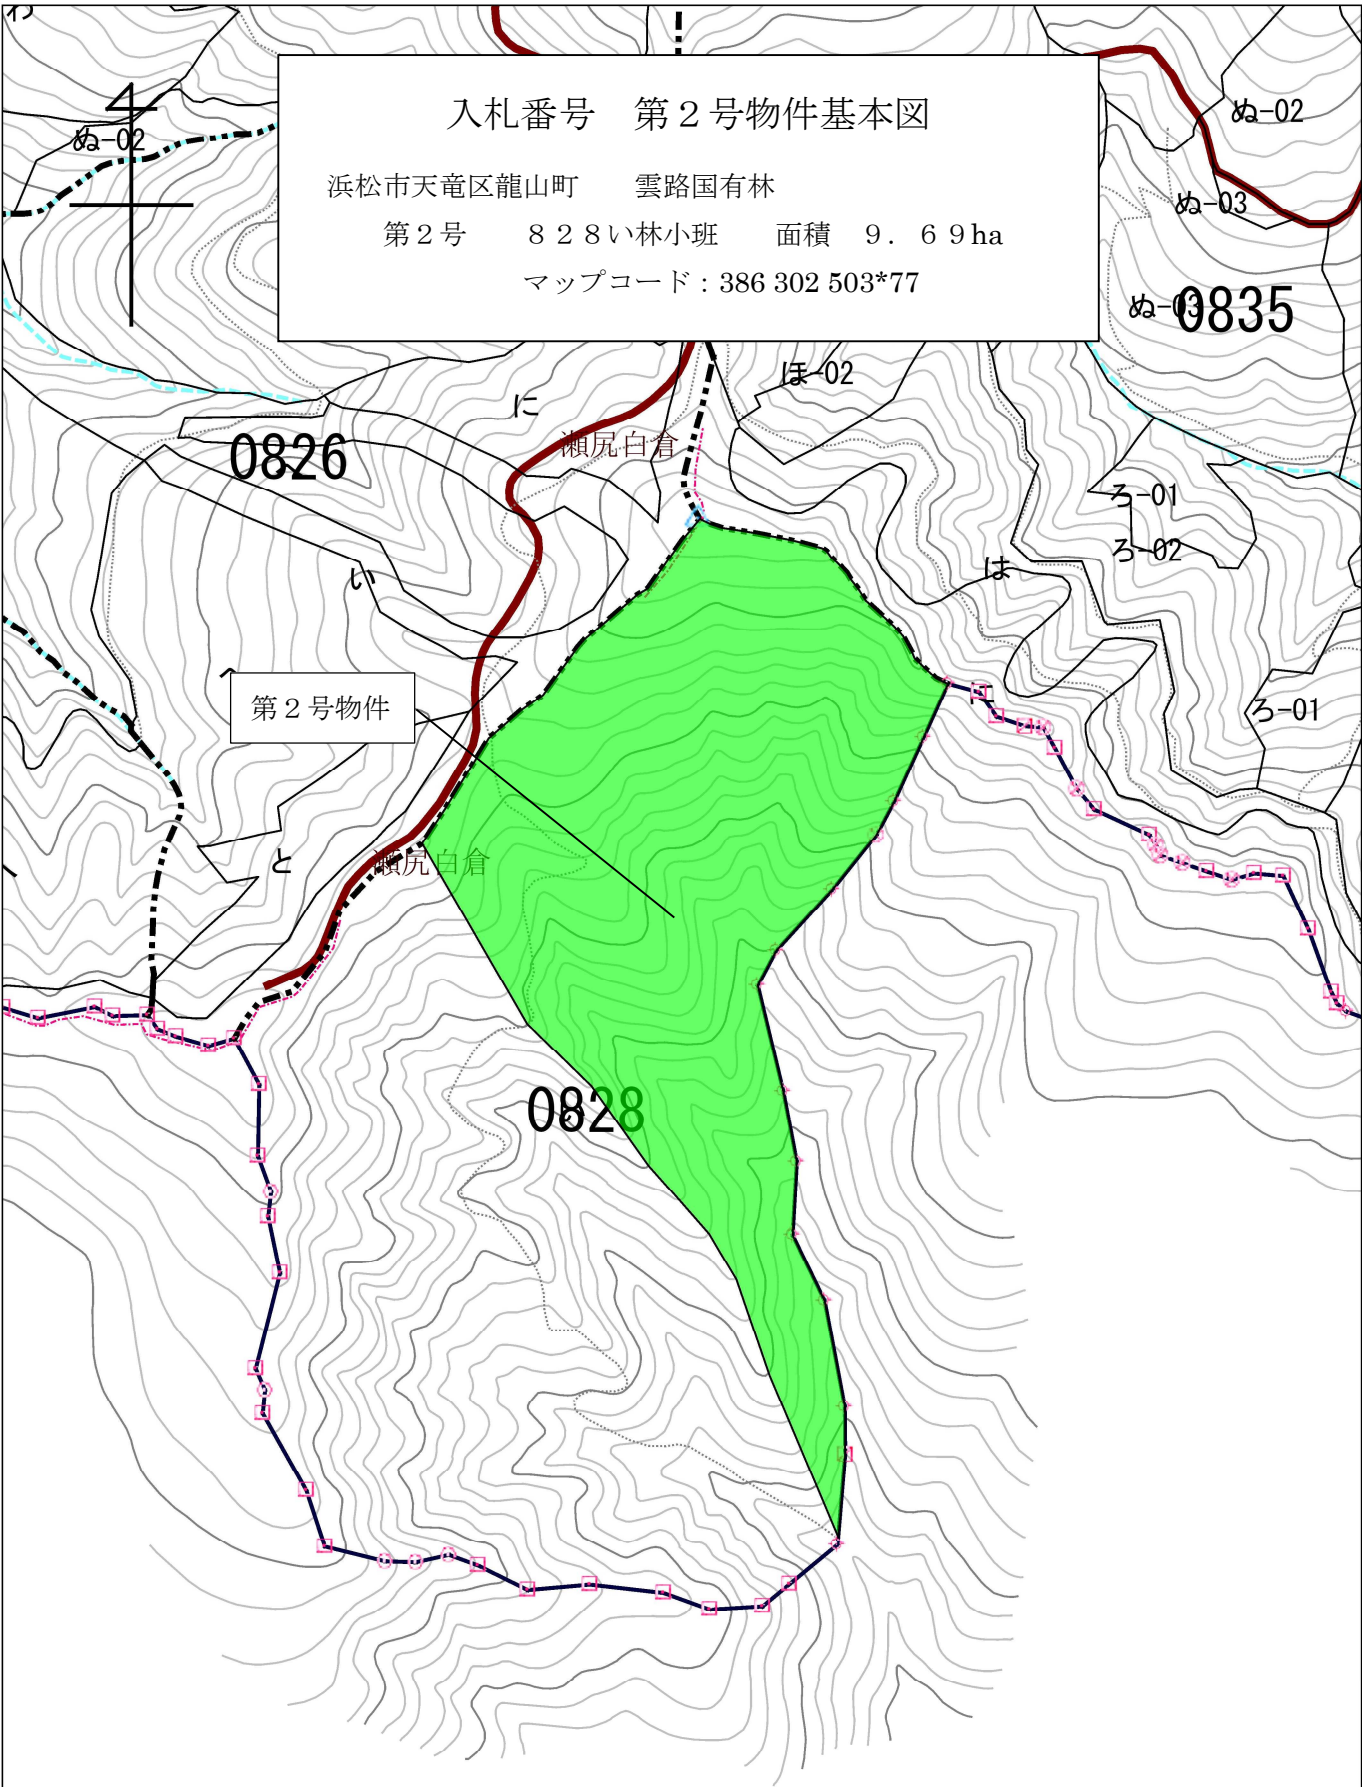 わ
入札番号　第２号物件基本図
ぬ-02
ぬ-02
浜松市天竜区龍山町　　雲路国有林
ぬ-03
第２号　　８２８い林小班　　面積　９．６９ha
マップコード：386 302 503*77
ぬ-03
0835
ほ-02
に
瀬尻白倉
0826
ろ-01
ろ-02
は
い
へ
第２号物件
ろ-01
と
瀬尻白倉
0828